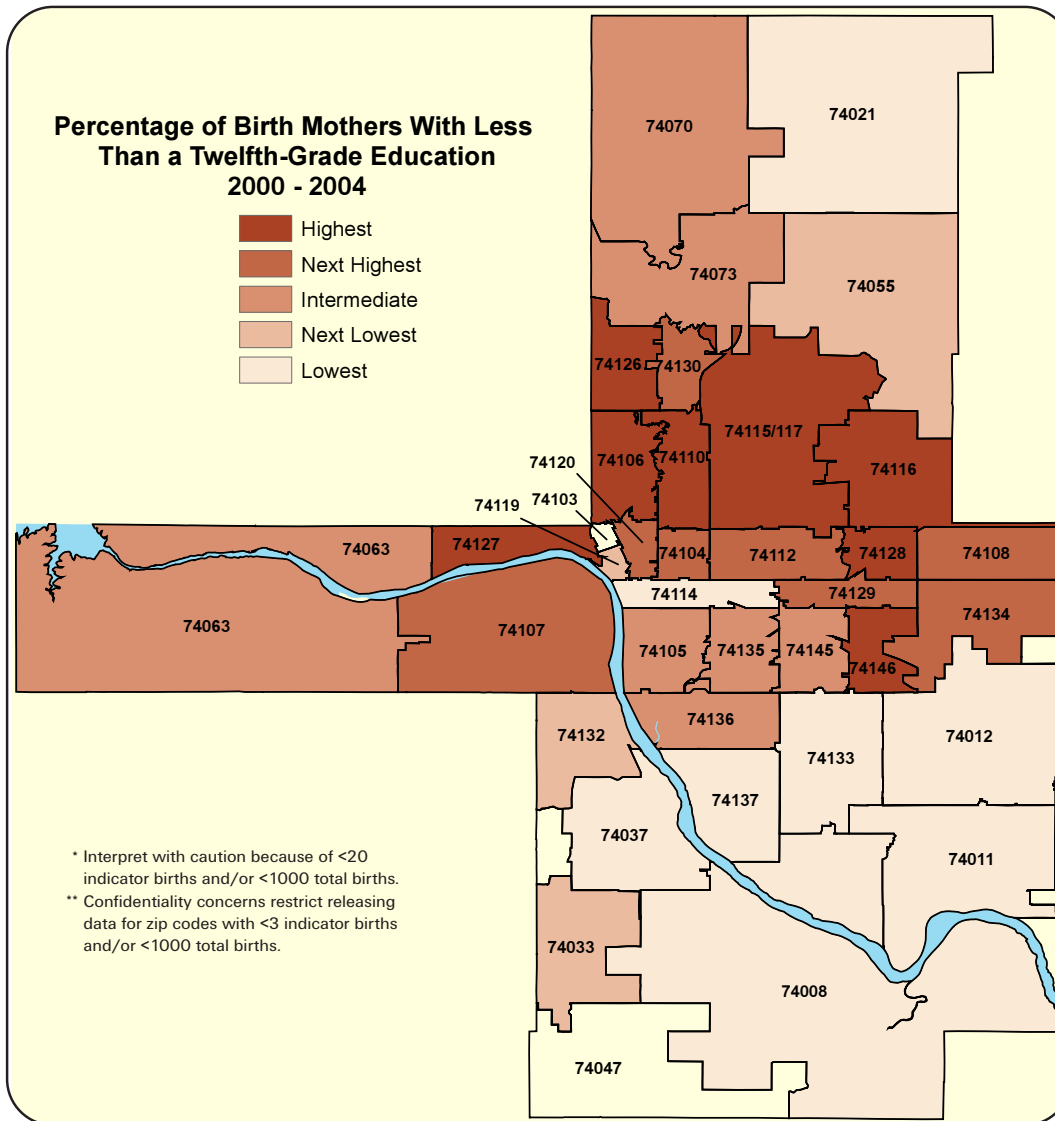 Percentage of Birth Mothers With Less
Than a Twelfth-Grade Education
2000 - 2004
Highest
Next Highest
Intermediate
Next Lowest
Lowest
74070
74021
74073
74055
74126
74130
74115/117
74106
74110
74116
74120
74103
74119
74063
74127
74104
74112
74128
74108
74114
74129
74063
74107
74134
74105
74135
74145
74146
74136
74132
74133
74012
74137
74037
74011
* Interpret with caution because of <20
indicator births and/or <1000 total births.
** Confidentiality concerns restrict releasing
data for zip codes with <3 indicator births
and/or <1000 total births.
74033
74008
74047